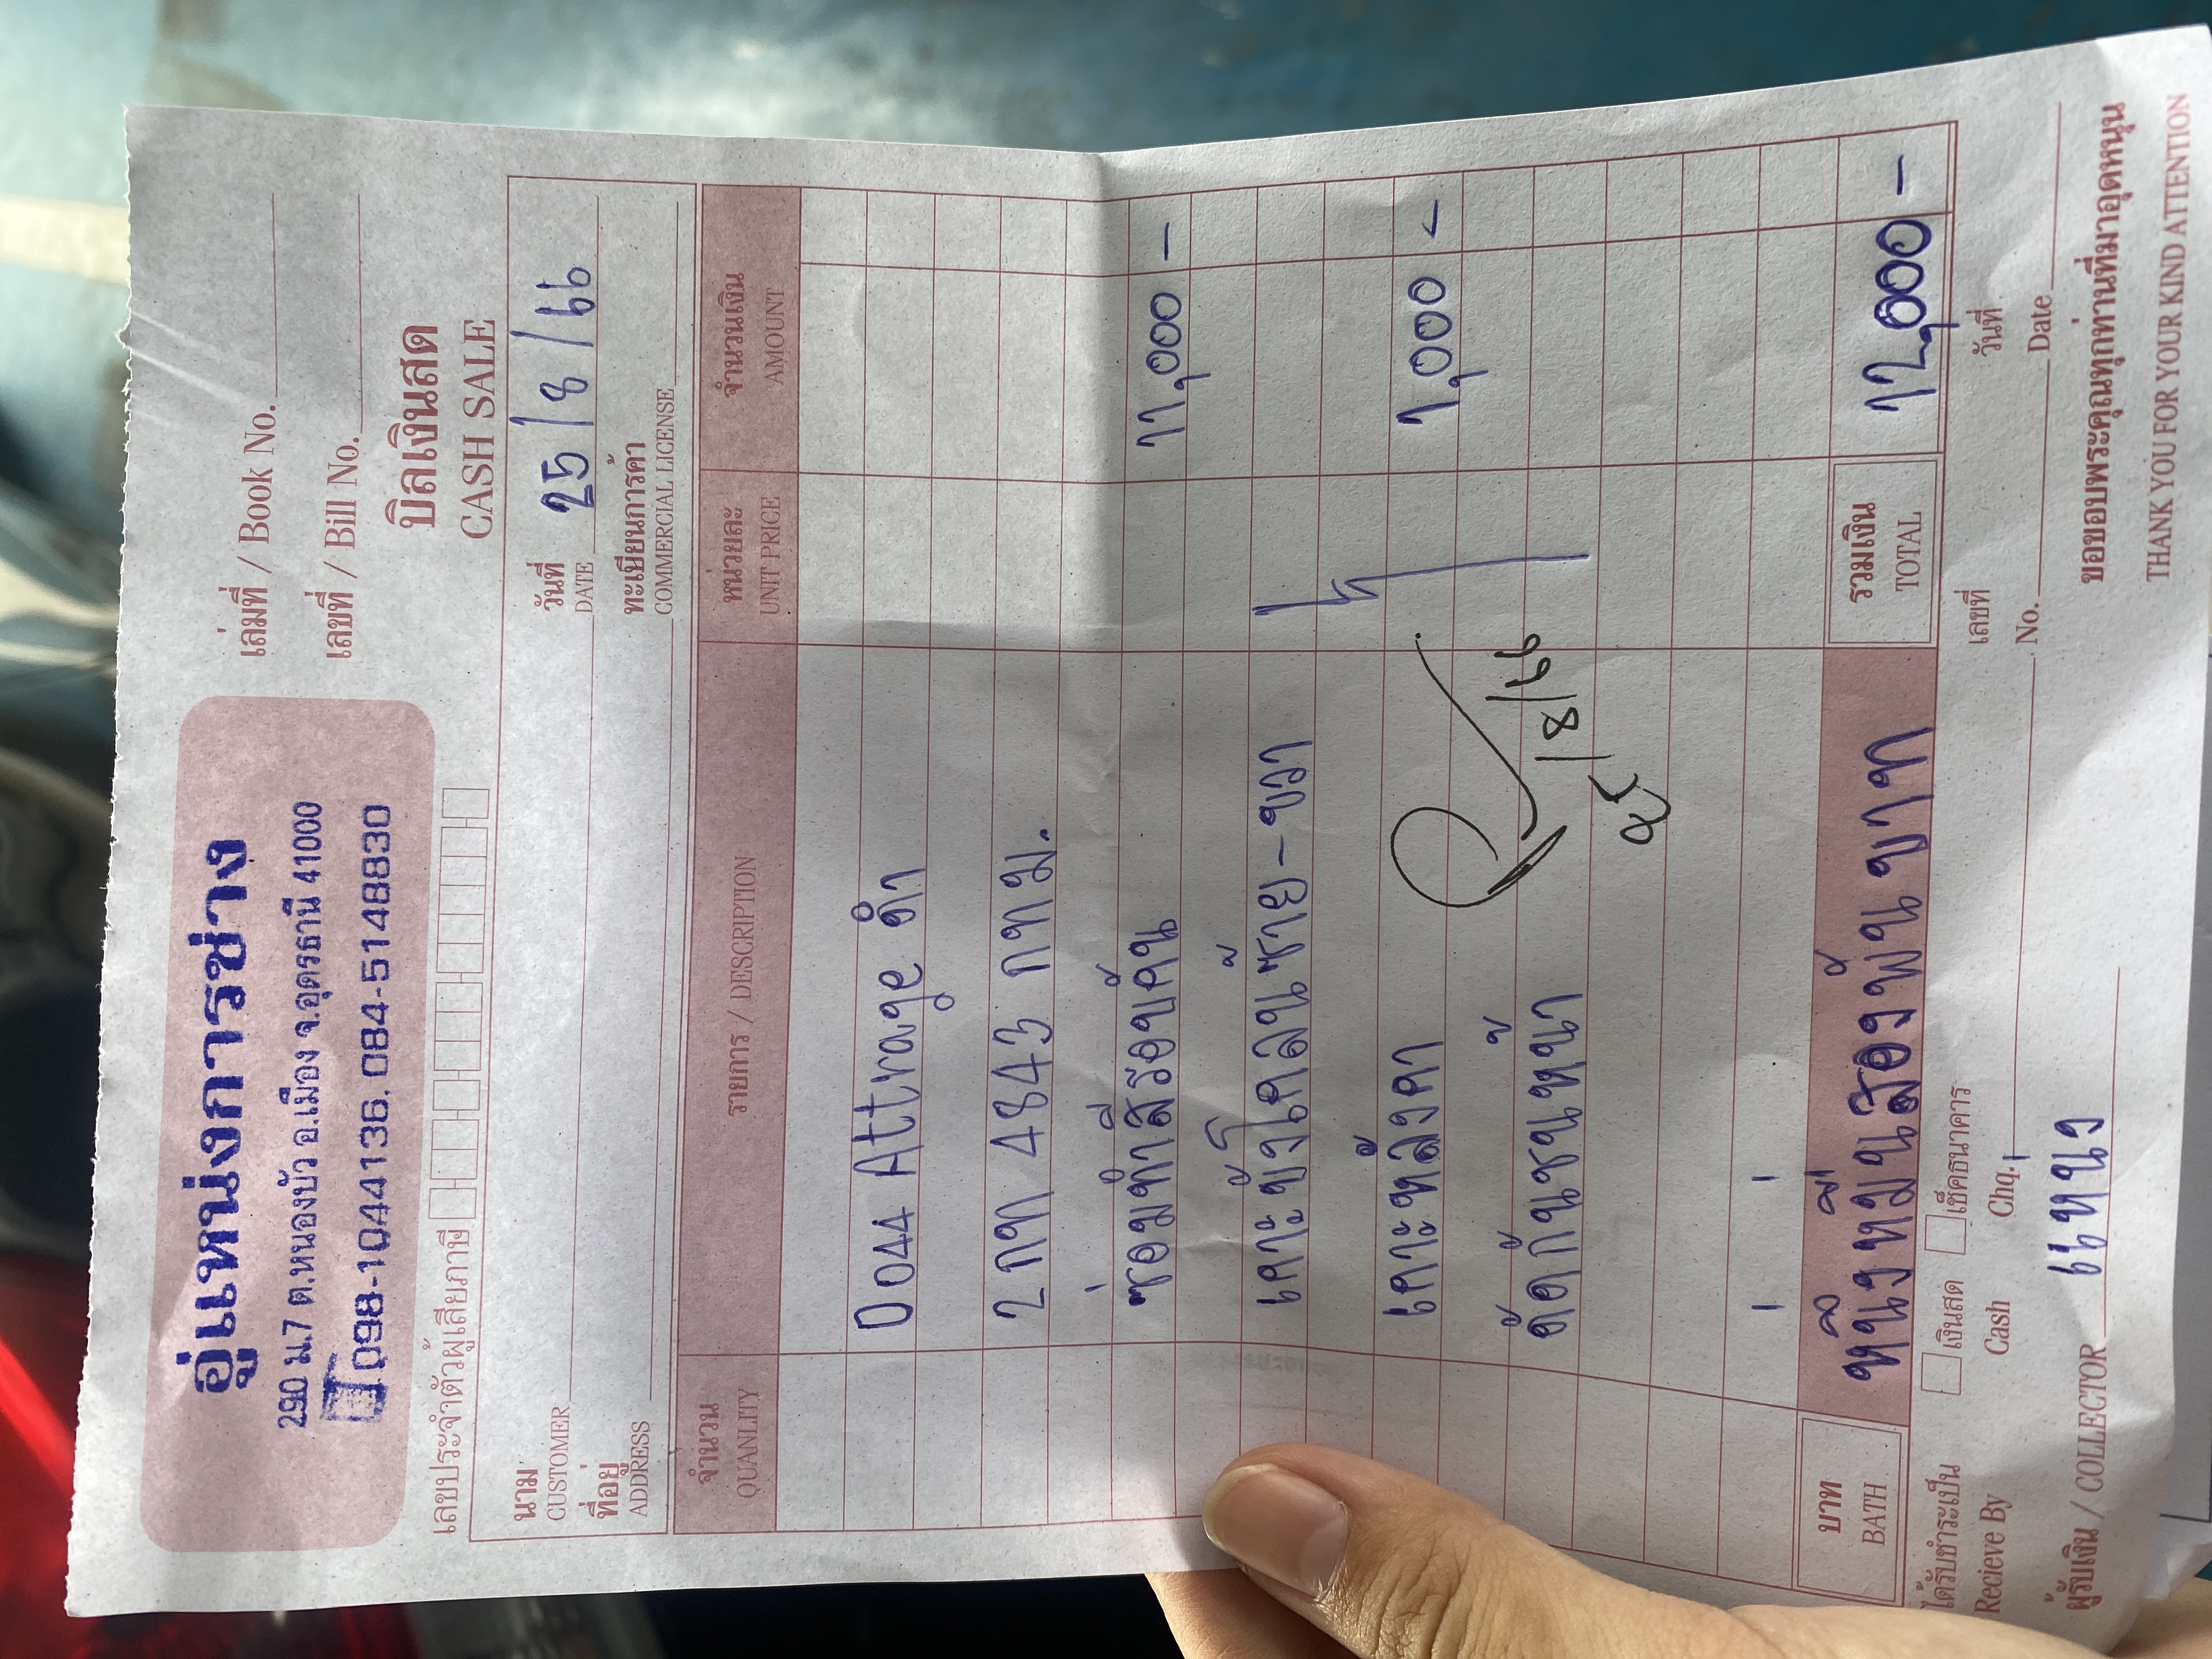 อู่แหน่งการช่าง
290 ม.7 ต.หนองบัว อ.เมือง จ.อุดรธานี 41000
098-1044136. 084-5148830
เล่มที่ / Book No.
เลขที่ / Bill No.
บิลเงินสด
CASH SALE
เลขประจำตัวผู้เสียภาษี
นาม
CUSTOMER
วันที่ 25/8/66
DATE
ที่อยู่
ADDRESS
ทะเบียนการค้า
COMMERCIAL LICENSE
จำนวน รายการ / DESCRIPTION หน่วยละ จำนวนเงิน
QUANLITY UNIT PRICE AMOUNT
D044 Attrage ดำ
2 กท 4843 กทม.
ซ่อมทำสีรอบคัน 11,000 -
เคาะบังโคลนซ้าย-ขวา
เคาะหลังคา 1,000 -
ดัดกันชนหน้า
25/8/66
บาท หนึ่งหมื่นสองพันบาท รวมเงิน 12,000 -
BATH TOTAL
ได้รับชำระเป็น เงินสด เช็คธนาคาร เลขที่ วันที่
Recieve By Cash Chq. No. Date
ผู้รับเงิน / COLLECTOR แหน่ง
ขอขอบพระคุณทุกท่านที่มาอุดหนุน
THANK YOU FOR YOUR KIND ATTENTION